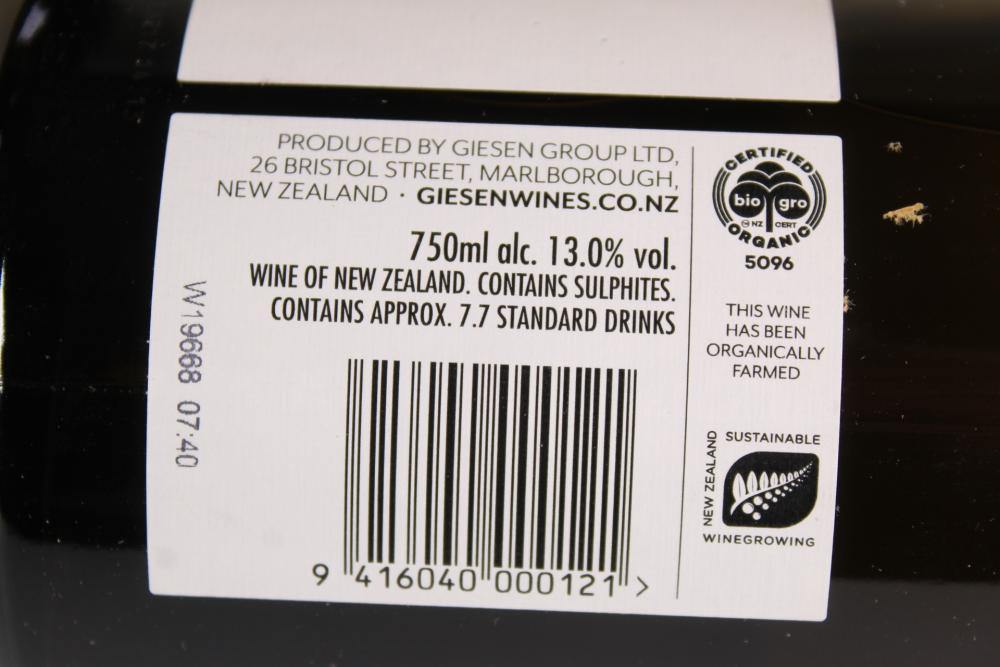 PRODUCED BY GIESEN GROUP LTD,
26 BRISTOL STREET, MARLBOROUGH,
NEW ZEALAND · GIESENWINES.CO.NZ
750ml alc. 13.0% vol.
WINE OF NEW ZEALAND. CONTAINS SULPHITES.
CONTAINS APPROX. 7.7 STANDARD DRINKS
W19668 07:40
9 416040 000121 >
CERTIFIED
bio gro
NZ CERT
ORGANIC
5096
THIS WINE
HAS BEEN
ORGANICALLY
FARMED
SUSTAINABLE
NEW ZEALAND
WINEGROWING